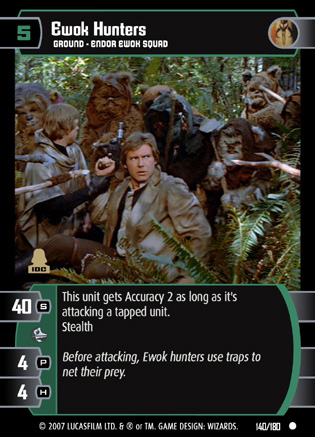 5
Ewok Hunters
GROUND - ENDOR EWOK SQUAD
IDC
40 S
This unit gets Accuracy 2 as long as it's
attacking a tapped unit.
Stealth
4 P
Before attacking, Ewok hunters use traps to
net their prey.
4 H
© 2007 LUCASFILM LTD. & ® or TM. GAME DESIGN: WIZARDS.
140/180